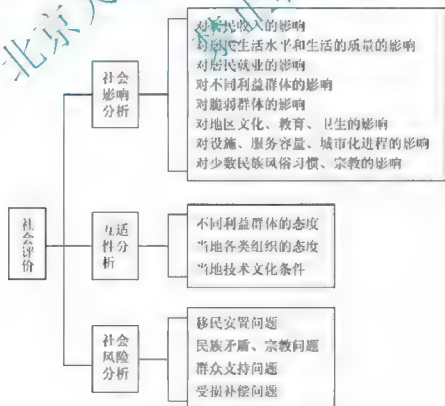 对居民收入的影响
对居民生活水平和生活的质量的影响
对居民就业的影响
对不同利益群体的影响
对脆弱群体的影响
对地区文化、教育、卫生的影响
对设施、服务容量、城市化进程的影响
对少数民族风俗习惯、宗教的影响
社会
影响
分析
社会评价
互适
性分
析
不同利益群体的态度
当地各类组织的态度
当地技术文化条件
社会
风险
分析
移民安置问题
民族矛盾、宗教问题
群众支持问题
受损补偿问题
北京